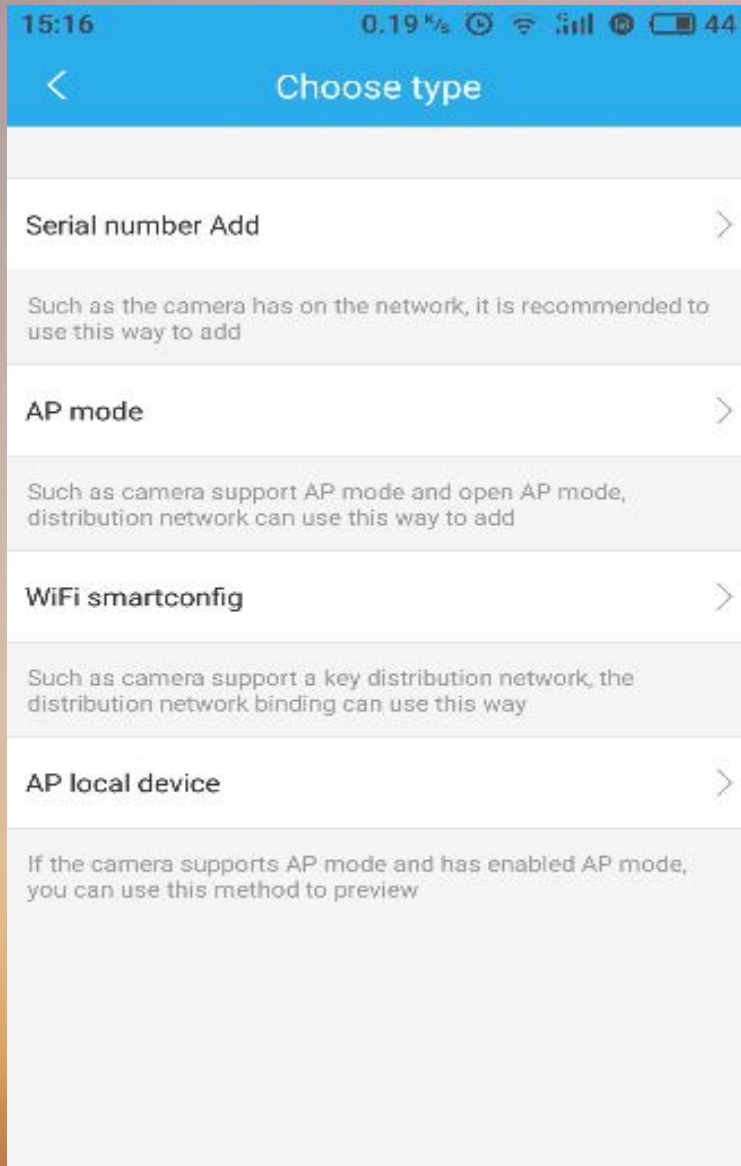 15:16 0.19 K/s 44
Choose type
Serial number Add
Such as the camera has on the network, it is recommended to
use this way to add
AP mode
Such as camera support AP mode and open AP mode,
distribution network can use this way to add
WiFi smartconfig
Such as camera support a key distribution network, the
distribution network binding can use this way
AP local device
If the camera supports AP mode and has enabled AP mode,
you can use this method to preview